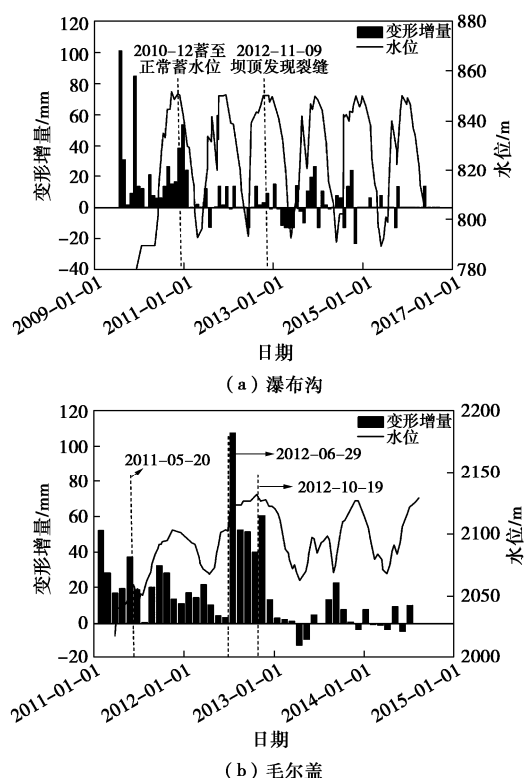 120
100
80
60
40
20
0
-20
-40
变形增量/mm
2010-12蓄至
正常蓄水位
2012-11-09
坝顶发现裂缝
变形增量
水位
880
860
840
820
800
780
水位/m
2009-01-01
2011-01-01
2013-01-01
2015-01-01
2017-01-01
日期
(a)瀑布沟
120
100
80
60
40
20
0
-20
变形增量/mm
2011-05-20
2012-06-29
2012-10-19
变形增量
水位
2200
2150
2100
2050
2000
水位/m
2011-01-01
2012-01-01
2013-01-01
2014-01-01
2015-01-01
日期
(b)毛尔盖